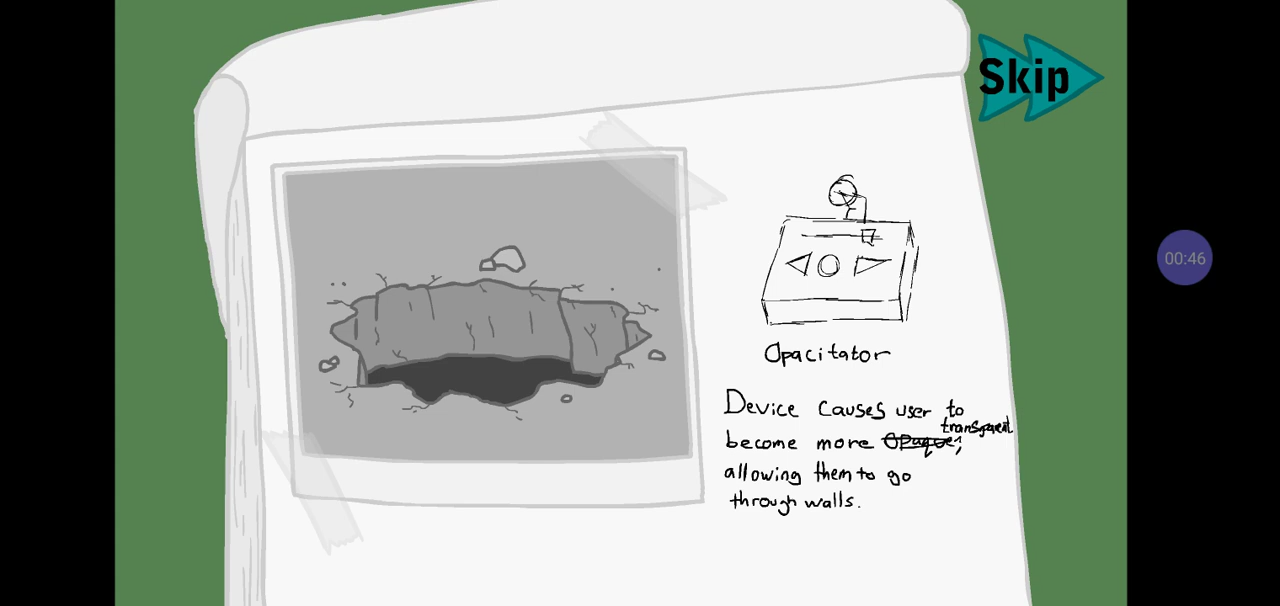 Skip
00:46
Opacitator
Device causes user to
transparent
become more Opaque,
allowing them to go
through walls.